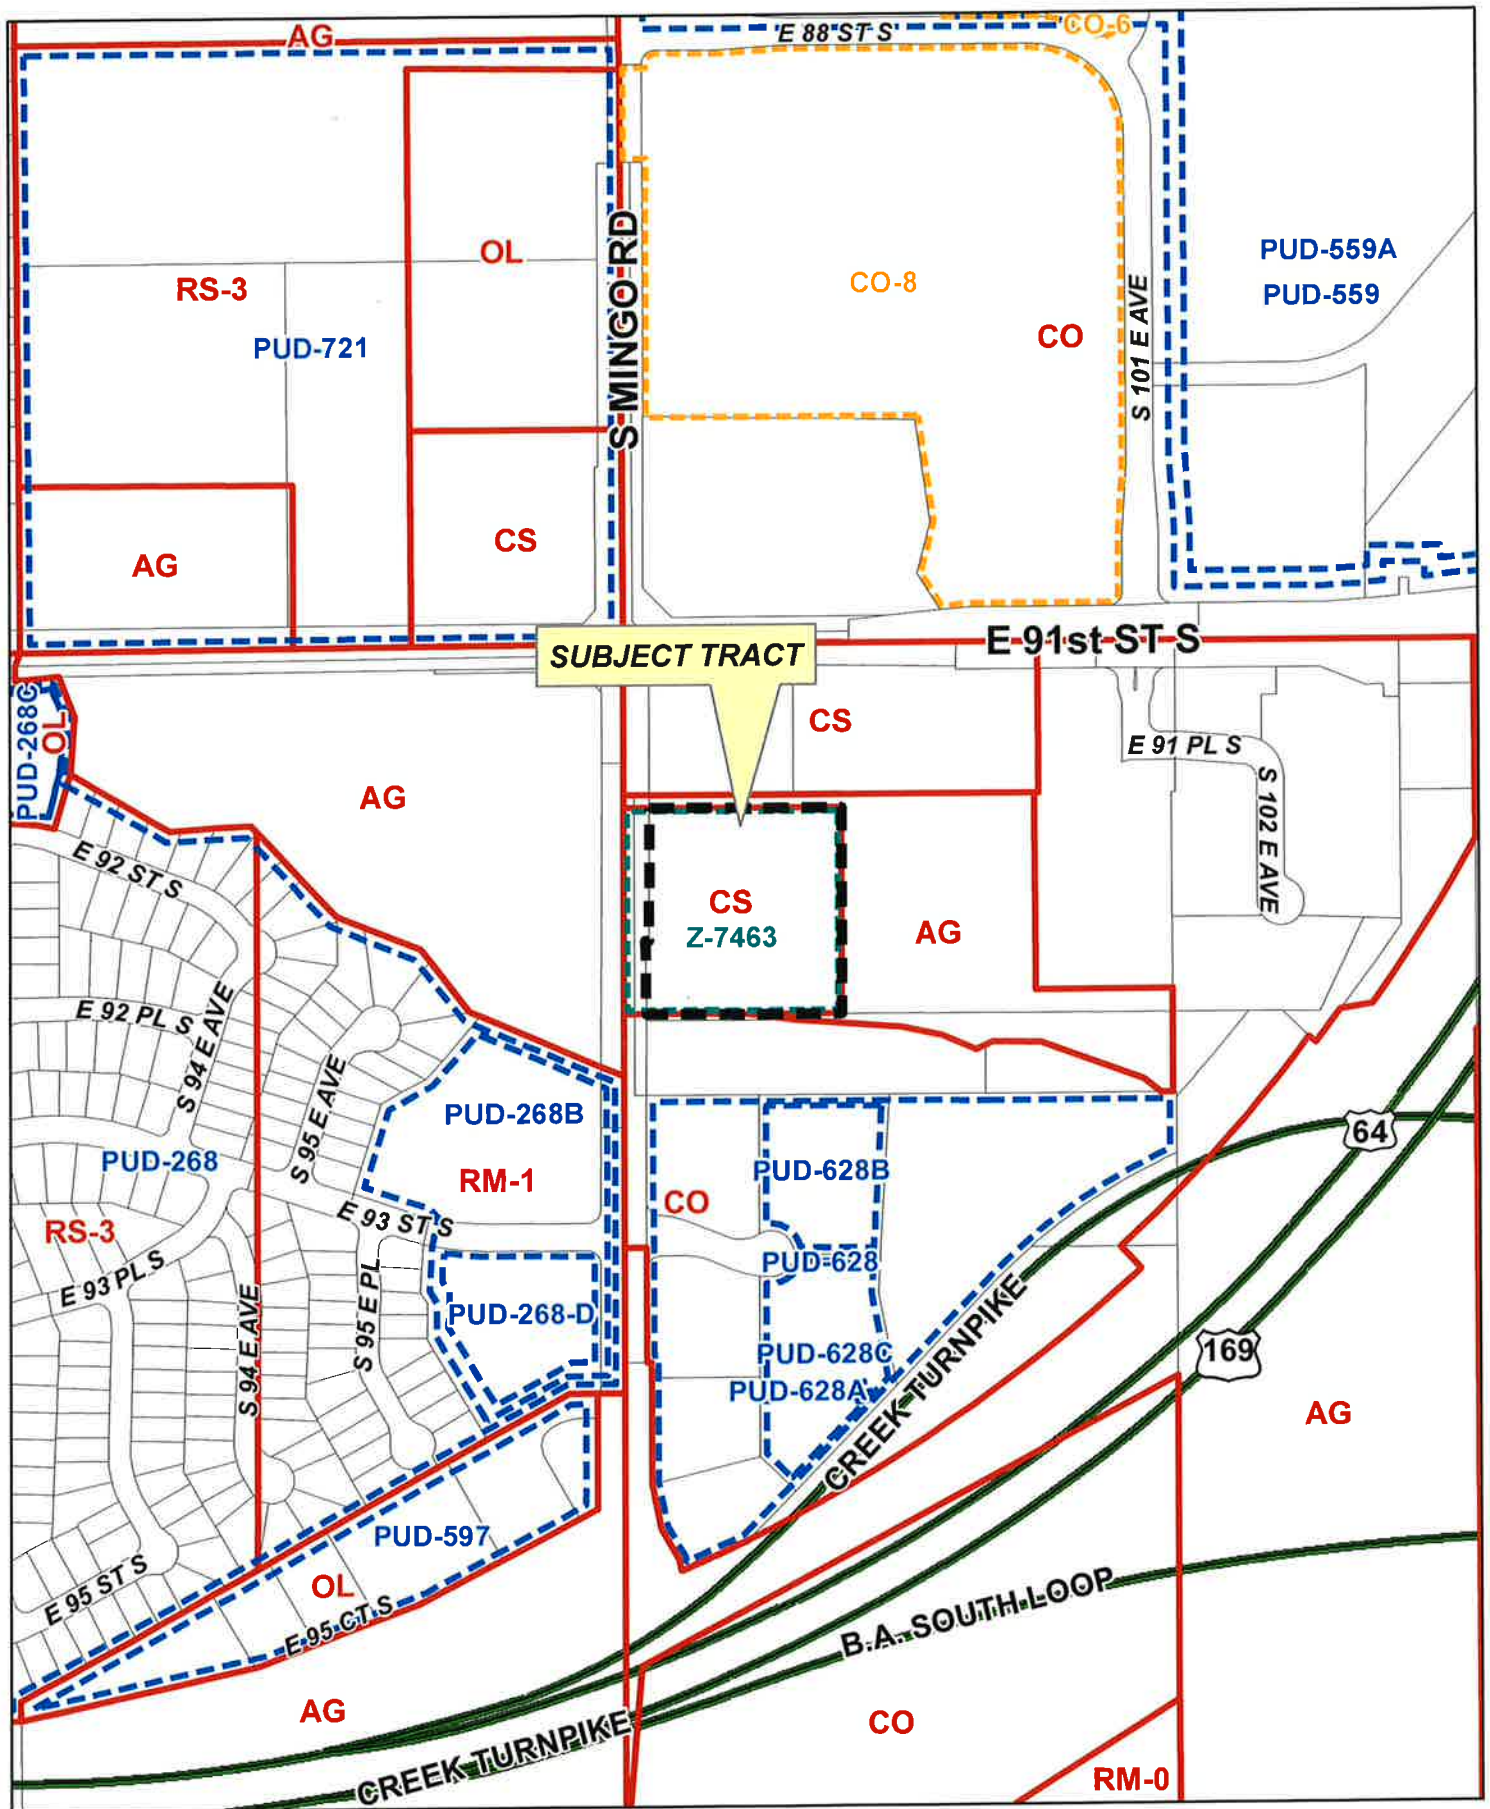 AG
CO-6
E 88 ST S
OL
PUD-559A
PUD-559
RS-3
CO-8
S MINGO RD
S 101 E AVE
CO
PUD-721
CS
AG
E 91st ST S
SUBJECT TRACT
PUD-268C
OL
CS
E 91 PL S
S 102 E AVE
AG
E 92 ST S
CS
Z-7463
AG
E 92 PL S
S 94 E AVE
S 95 E AVE
PUD-268B
64
PUD-268
PUD-628B
RM-1
CO
E 93 ST S
RS-3
PUD-628
E 93 PL S
S 94 E AVE
S 95 E PL
PUD-268-D
PUD-628C
PUD-628A
169
CREEK TURNPIKE
AG
PUD-597
OL
E 95 ST S
E 95 CT S
B.A. SOUTH LOOP
AG
CO
CREEK TURNPIKE
RM-0